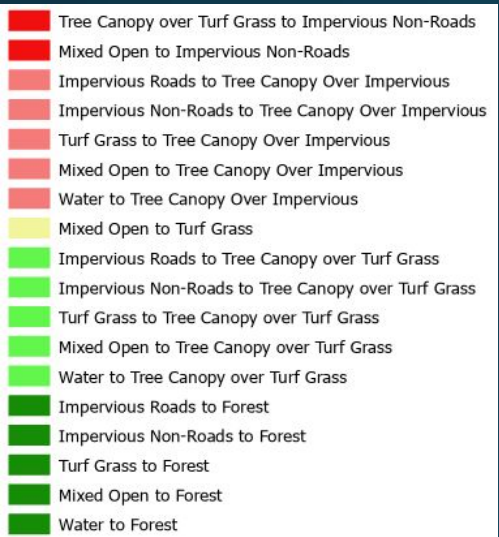 Tree Canopy over Turf Grass to Impervious Non-Roads
Mixed Open to Impervious Non-Roads
Impervious Roads to Tree Canopy Over Impervious
Impervious Non-Roads to Tree Canopy Over Impervious
Turf Grass to Tree Canopy Over Impervious
Mixed Open to Tree Canopy Over Impervious
Water to Tree Canopy Over Impervious
Mixed Open to Turf Grass
Impervious Roads to Tree Canopy over Turf Grass
Impervious Non-Roads to Tree Canopy over Turf Grass
Turf Grass to Tree Canopy over Turf Grass
Mixed Open to Tree Canopy over Turf Grass
Water to Tree Canopy over Turf Grass
Impervious Roads to Forest
Impervious Non-Roads to Forest
Turf Grass to Forest
Mixed Open to Forest
Water to Forest